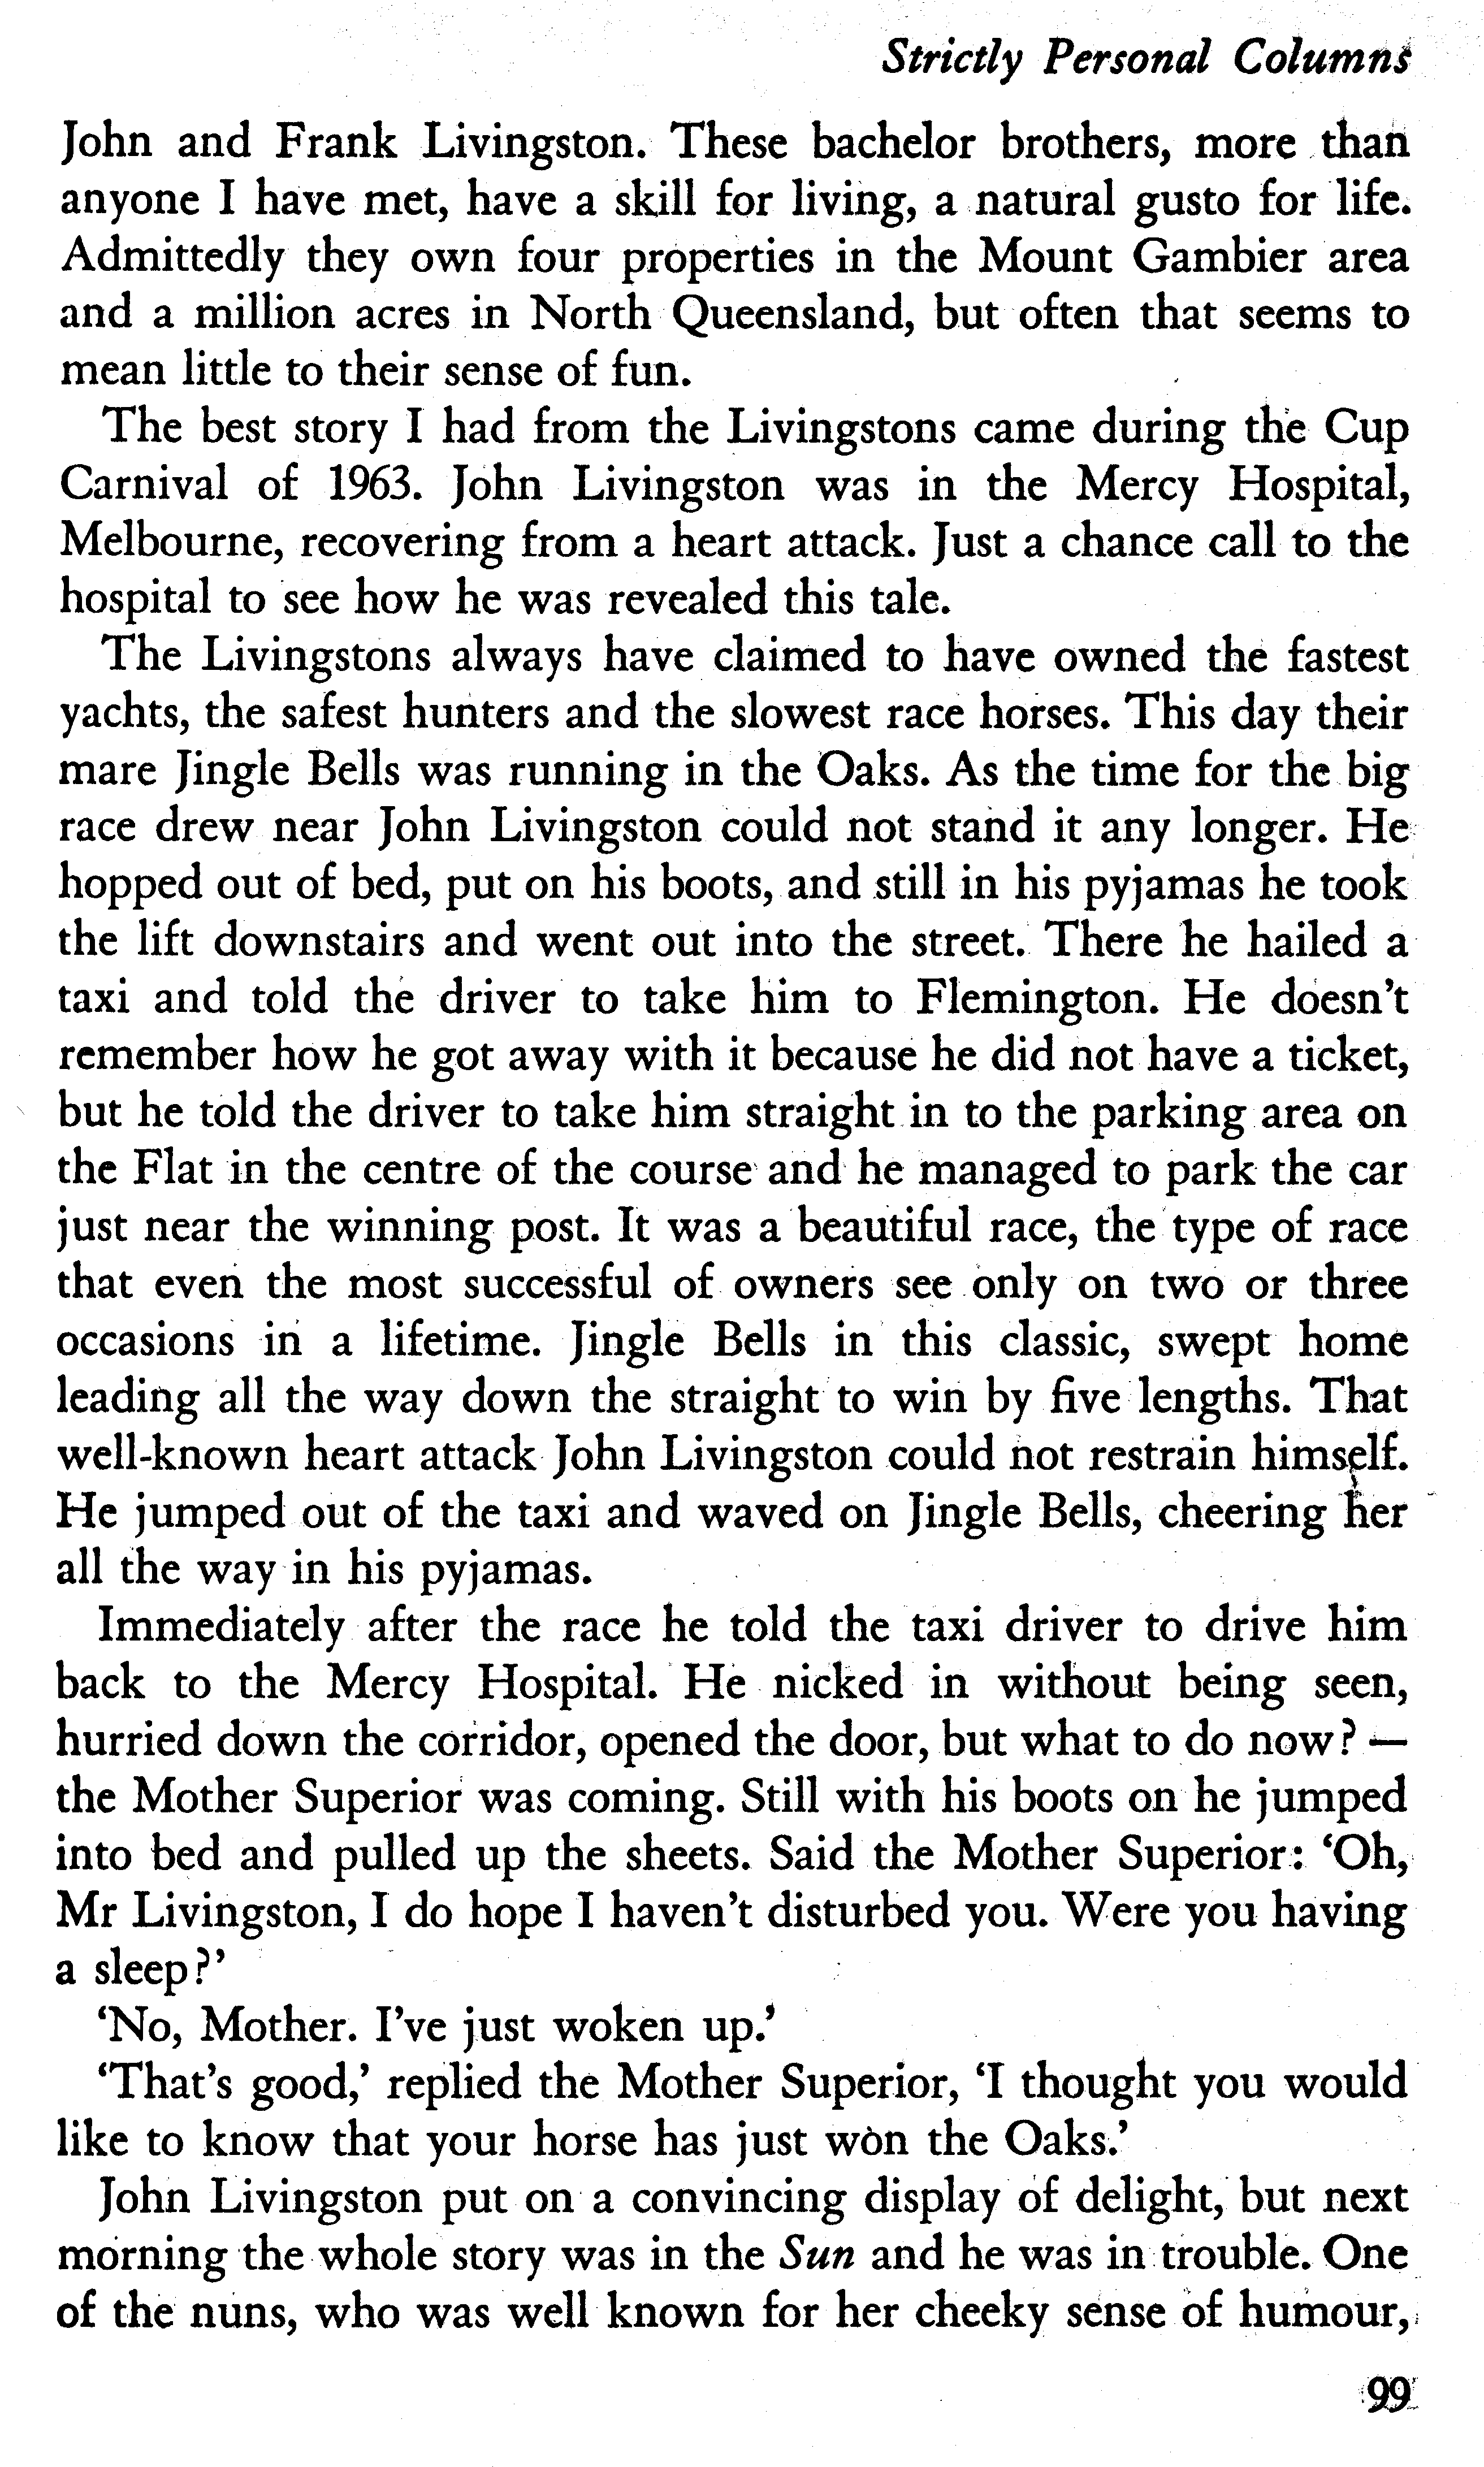 Strictly Personal Columns
John and Frank Livingston. These bachelor brothers, more than
anyone I have met, have a skill for living, a natural gusto for life.
Admittedly they own four properties in the Mount Gambier area
and a million acres in North Queensland, but often that seems to
mean little to their sense of fun.
The best story I had from the Livingstons came during the Cup
Carnival of 1963. John Livingston was in the Mercy Hospital,
Melbourne, recovering from a heart attack. Just a chance call to the
hospital to see how he was revealed this tale.
The Livingstons always have claimed to have owned the fastest
yachts, the safest hunters and the slowest race horses. This day their
mare Jingle Bells was running in the Oaks. As the time for the big
race drew near John Livingston could not stand it any longer. He
hopped out of bed, put on his boots, and still in his pyjamas he took
the lift downstairs and went out into the street. There he hailed a
taxi and told the driver to take him to Flemington. He doesn't
remember how he got away with it because he did not have a ticket,
but he told the driver to take him straight in to the parking area on
the Flat in the centre of the course and he managed to park the car
just near the winning post. It was a beautiful race, the type of race
that even the most successful of owners see only on two or three
occasions in a lifetime. Jingle Bells in this classic, swept home
leading all the way down the straight to win by five lengths. That
well-known heart attack John Livingston could not restrain himself.
He jumped out of the taxi and waved on Jingle Bells, cheering her
all the way in his pyjamas.
Immediately after the race he told the taxi driver to drive him
back to the Mercy Hospital. He nicked in without being seen,
hurried down the corridor, opened the door, but what to do now? —
the Mother Superior was coming. Still with his boots on he jumped
into bed and pulled up the sheets. Said the Mother Superior: ‘Oh,
Mr Livingston, I do hope I haven't disturbed you. Were you having
a sleep?’
‘No, Mother. I've just woken up.’
‘That's good,’ replied the Mother Superior, ‘I thought you would
like to know that your horse has just won the Oaks.’
John Livingston put on a convincing display of delight, but next
morning the whole story was in the Sun and he was in trouble. One
of the nuns, who was well known for her cheeky sense of humour,
99